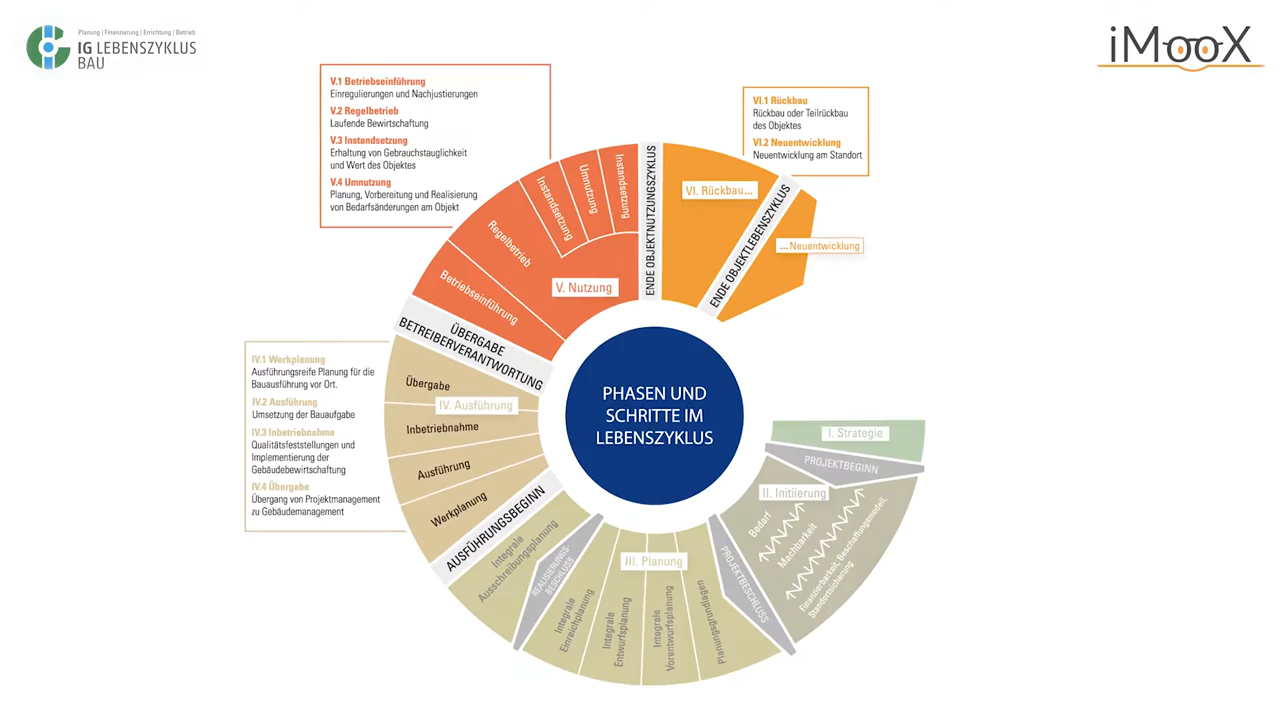 Planung | Finanzierung | Errichtung | Betrieb
IG LEBENSZYKLUS
BAU
iMooX
V.1 Betriebseinführung
Einregulierungen und Nachjustierungen
V.2 Regelbetrieb
Laufende Bewirtschaftung
V.3 Instandsetzung
Erhaltung von Gebrauchstauglichkeit
und Wert des Objektes
V.4 Umnutzung
Planung, Vorbereitung und Realisierung
von Bedarfsänderungen am Objekt
VI.1 Rückbau
Rückbau oder Teilrückbau
des Objektes
VI.2 Neuentwicklung
Neuentwicklung am Standort
Betriebseinführung
Regelbetrieb
Instandsetzung
Umnutzung
Instandsetzung
V. Nutzung
ENDE OBJEKTNUTZUNGSZYKLUS
VI. Rückbau...
ENDE OBJEKTLEBENSZYKLUS
...Neuentwicklung
ÜBERGABE
BETREIBERVERANTWORTUNG
IV.1 Werkplanung
Ausführungsreife Planung für die
Bauausführung vor Ort.
IV.2 Ausführung
Umsetzung der Bauaufgabe
IV.3 Inbetriebnahme
Qualitätsfeststellungen und
Implementierung der
Gebäudebewirtschaftung
IV.4 Übergabe
Übergang von Projektmanagement
zu Gebäudemanagement
Übergabe
IV. Ausführung
Inbetriebnahme
Ausführung
Werkplanung
PHASEN UND
SCHRITTE IM
LEBENSZYKLUS
I. Strategie
PROJEKTBEGINN
II. Initiierung
Bedarf
Machbarkeit
Finanzierbarkeit, Beschaffungsmodell,
Standortsicherung
AUSFÜHRUNGSBEGINN
Integrale
Ausschreibungsplanung
REALISIERUNGS-
BESCHLUSS
III. Planung
Integrale
Einreichplanung
Integrale
Entwurfsplanung
Integrale
Vorentwurfsplanung
Planungsgrundlagen
PROJEKTBESCHLUSS